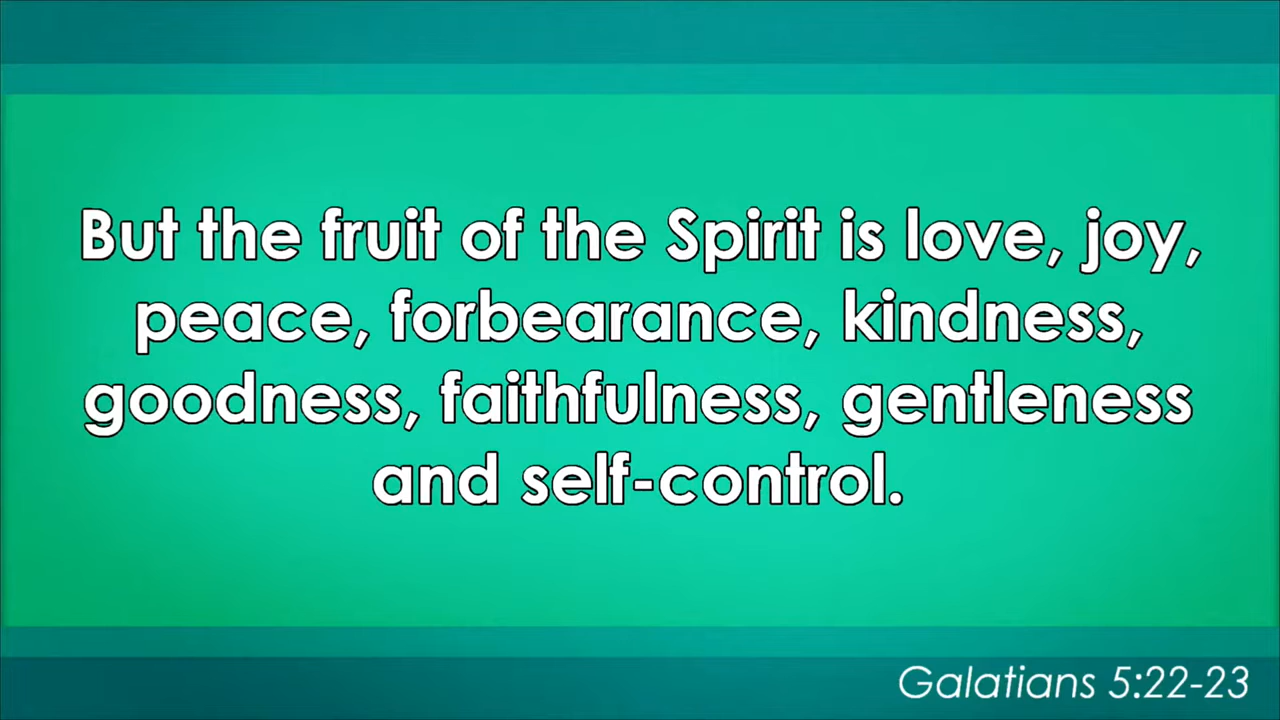 But the fruit of the Spirit is love, joy,
peace, forbearance, kindness,
goodness, faithfulness, gentleness
and self-control.
Galatians 5:22-23